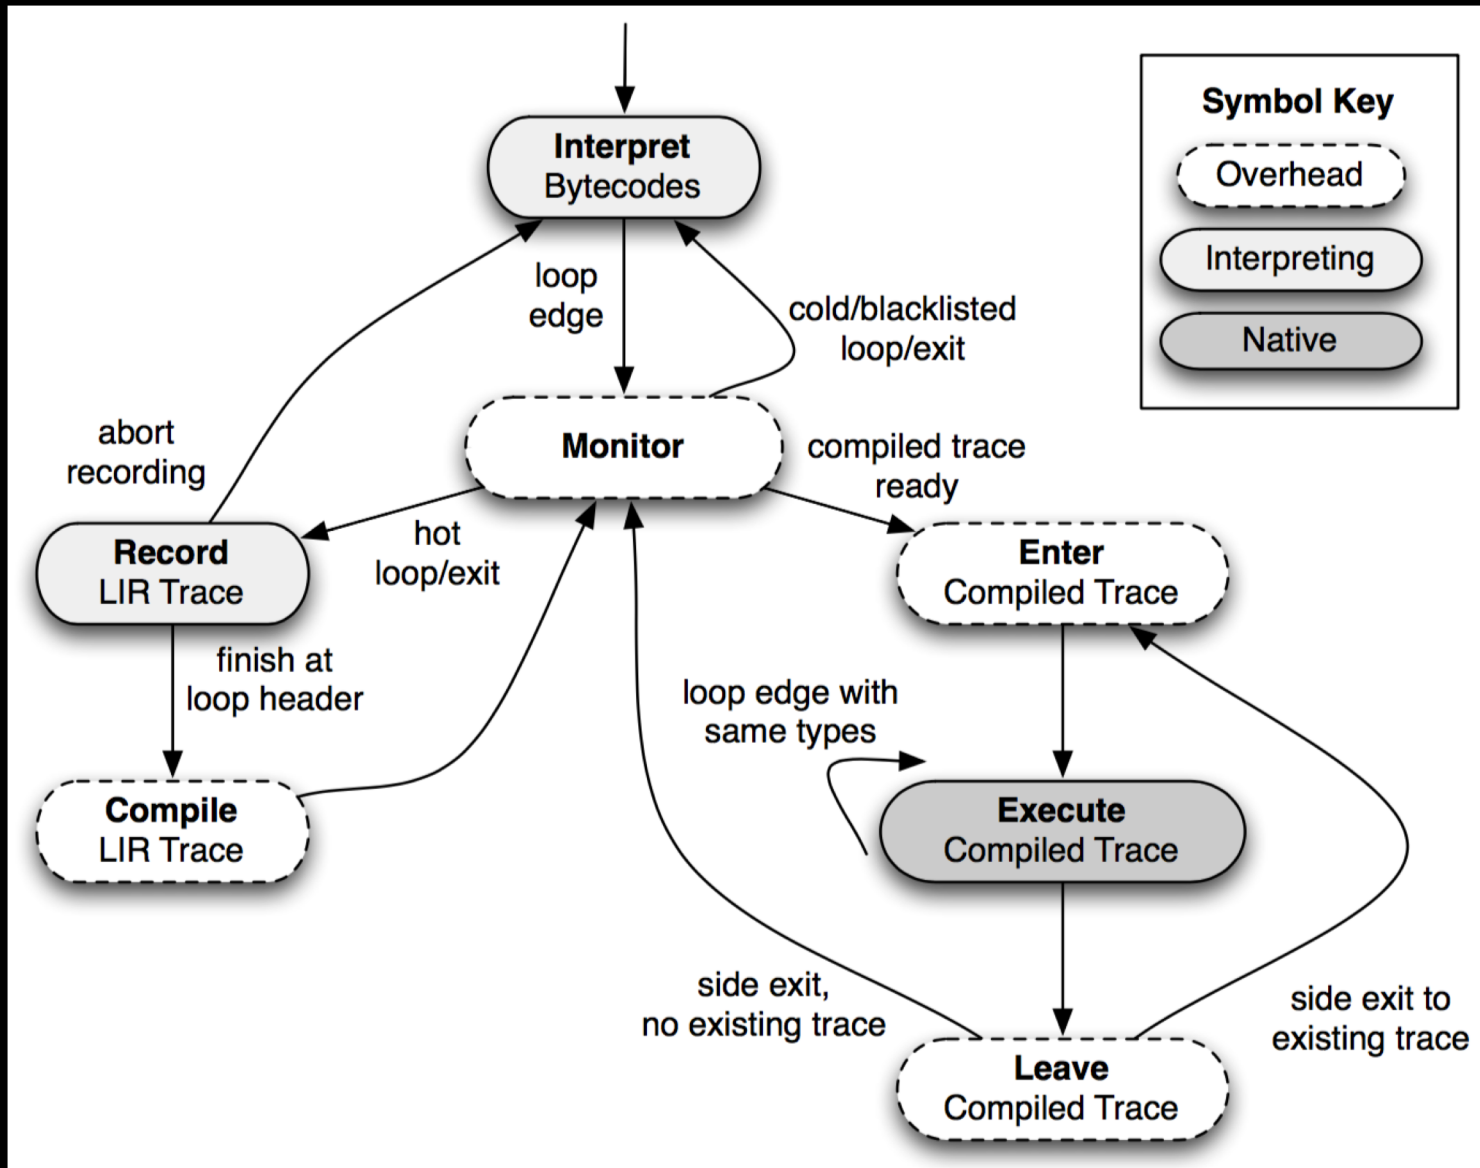 Symbol Key
Overhead
Interpreting
Native
Interpret
Bytecodes
loop
edge
cold/blacklisted
loop/exit
Monitor
abort
recording
compiled trace
ready
hot
loop/exit
Record
LIR Trace
Enter
Compiled Trace
finish at
loop header
loop edge with
same types
Compile
LIR Trace
Execute
Compiled Trace
side exit,
no existing trace
side exit to
existing trace
Leave
Compiled Trace